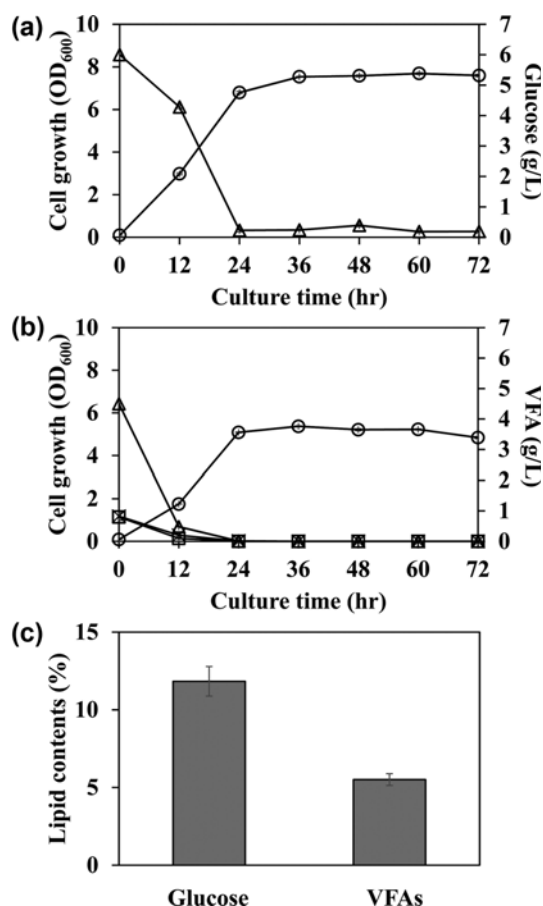 (a)
Cell growth (OD600)
10
8
6
4
2
0
7
6
5
4
3
2
1
0
Glucose (g/L)
0 12 24 36 48 60 72
Culture time (hr)
(b)
Cell growth (OD600)
10
8
6
4
2
0
7
6
5
4
3
2
1
0
VFA (g/L)
0 12 24 36 48 60 72
Culture time (hr)
(c)
Lipid contents (%)
15
10
5
0
Glucose VFAs